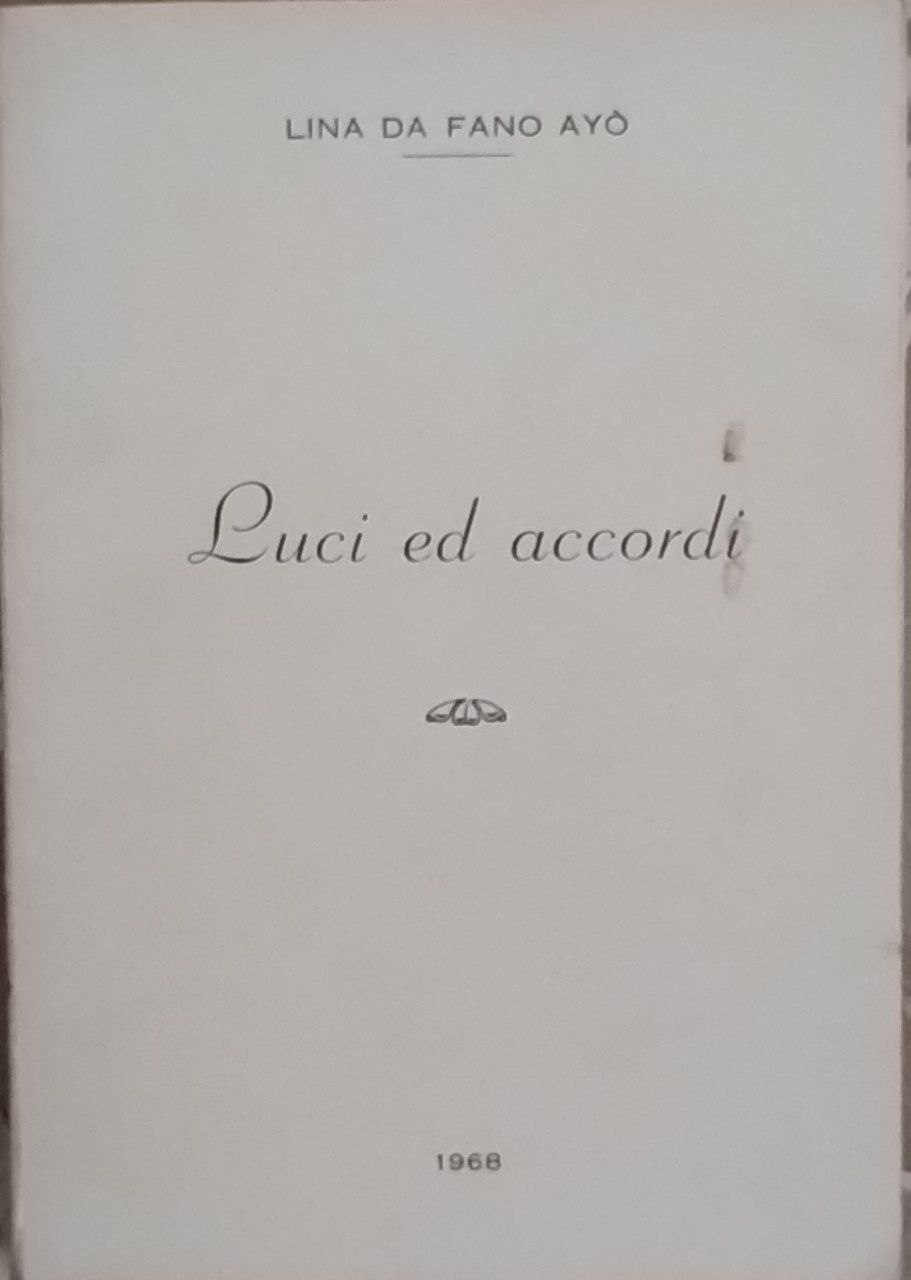 LINA DA FANO AYÒ
Luci ed accordi
1968